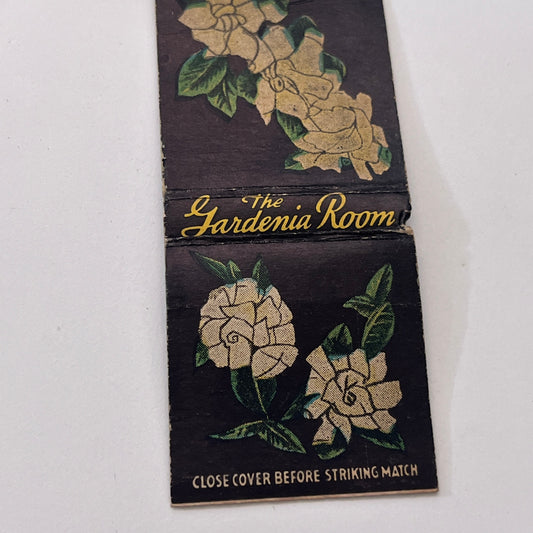 The
Gardenia Room
CLOSE COVER BEFORE STRIKING MATCH